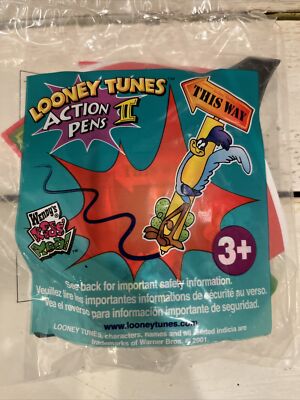 LOONEY TUNES™
ACTION
PENS II
THIS WAY
Wendy's
Kids'
Meal
™
3+
See back for important safety information.
Veuillez lire les importantes informations de sécurité au verso.
Vea el reverso para información importante de seguridad.
www.looneytunes.com
LOONEY TUNES, characters, names and all related indicia are
trademarks of Warner Bros. © 2001